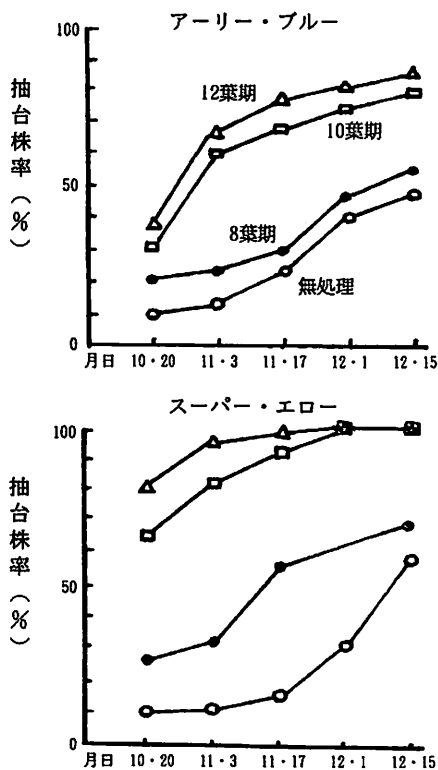 アーリー・ブルー
抽台株率(%)
100
50
0
12葉期
10葉期
8葉期
無処理
月日 10・20 11・3 11・17 12・1 12・15
スーパー・エロー
抽台株率(%)
100
50
0
月日 10・20 11・3 11・17 12・1 12・15